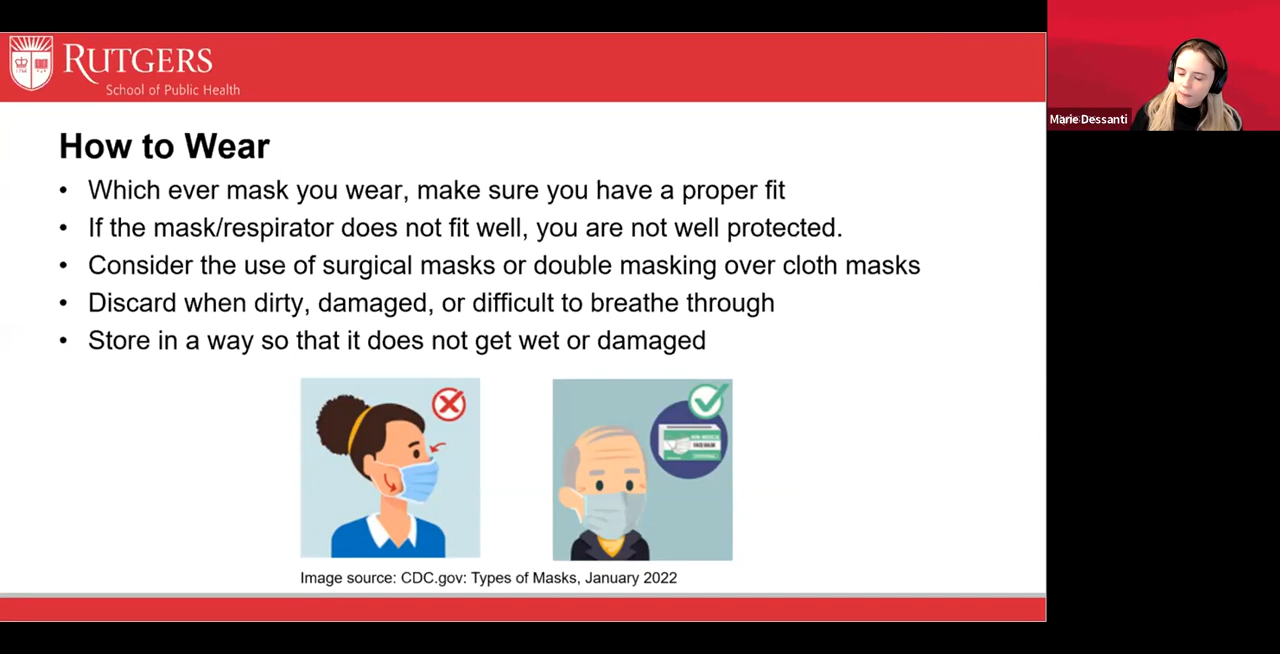 RUTGERS
School of Public Health
Marie Dessanti
How to Wear
• Which ever mask you wear, make sure you have a proper fit
• If the mask/respirator does not fit well, you are not well protected.
• Consider the use of surgical masks or double masking over cloth masks
• Discard when dirty, damaged, or difficult to breathe through
• Store in a way so that it does not get wet or damaged
FACE MASK
Image source: CDC.gov: Types of Masks, January 2022